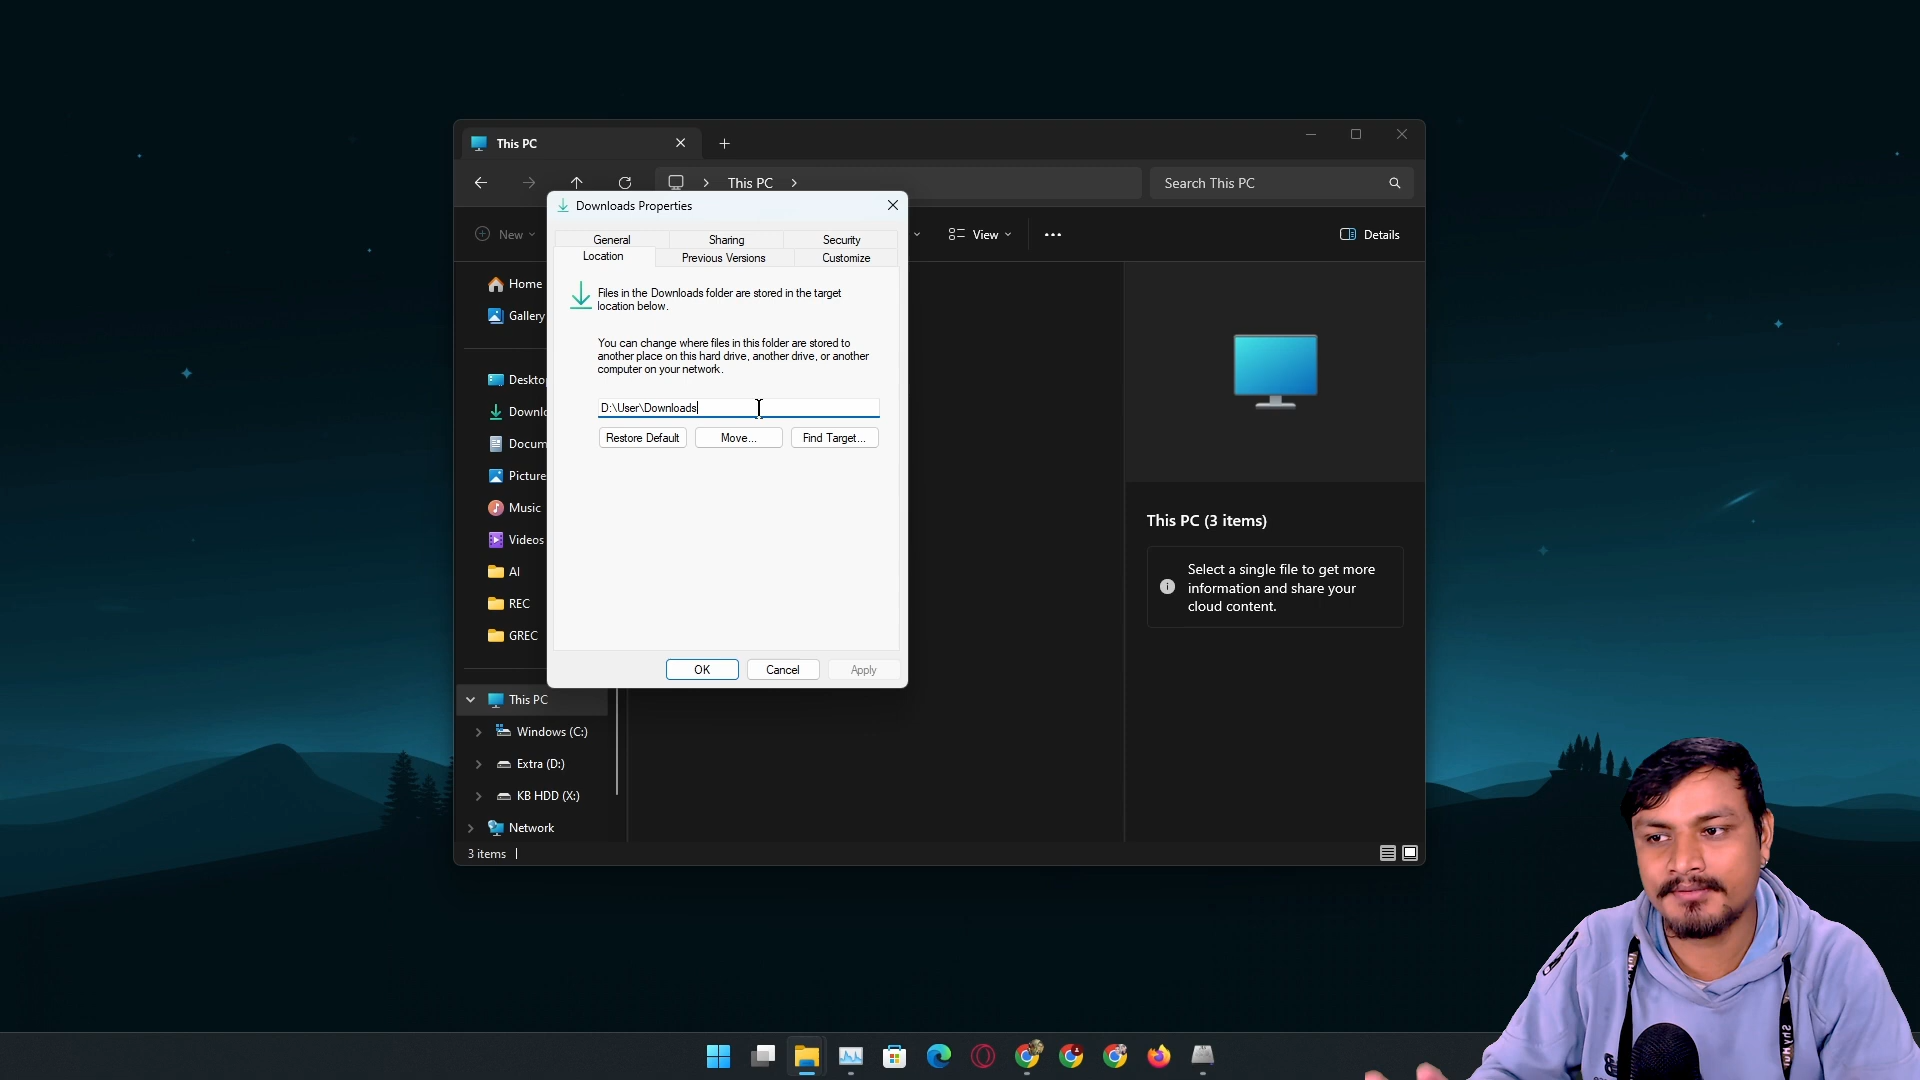 This PC
This PC
Search This PC
New
View
Details
Downloads Properties
General
Sharing
Security
Location
Previous Versions
Customize
Files in the Downloads folder are stored in the target
location below.
You can change where files in this folder are stored to
another place on this hard drive, another drive, or another
computer on your network.
D:\User\Downloads
Restore Default
Move...
Find Target...
OK
Cancel
Apply
Home
Gallery
Deskto
Downlo
Docum
Picture
Music
Videos
AI
REC
GREC
This PC
Windows (C:)
Extra (D:)
KB HDD (X:)
Network
3 items
This PC (3 items)
Select a single file to get more
information and share your
cloud content.